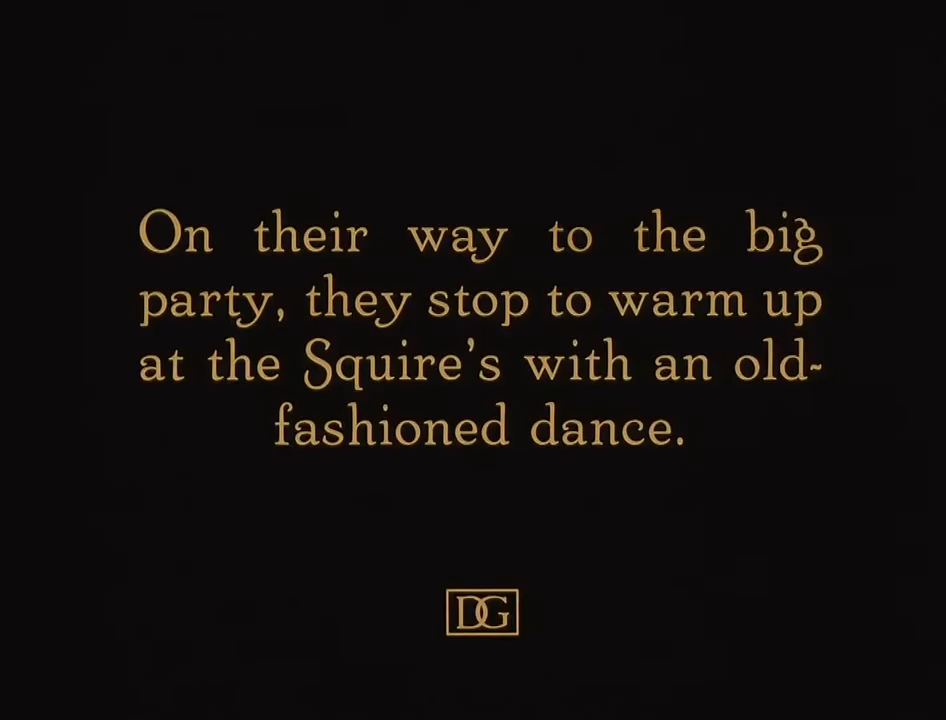 On their way to the big
party, they stop to warm up
at the Squire's with an old-
fashioned dance.
DG